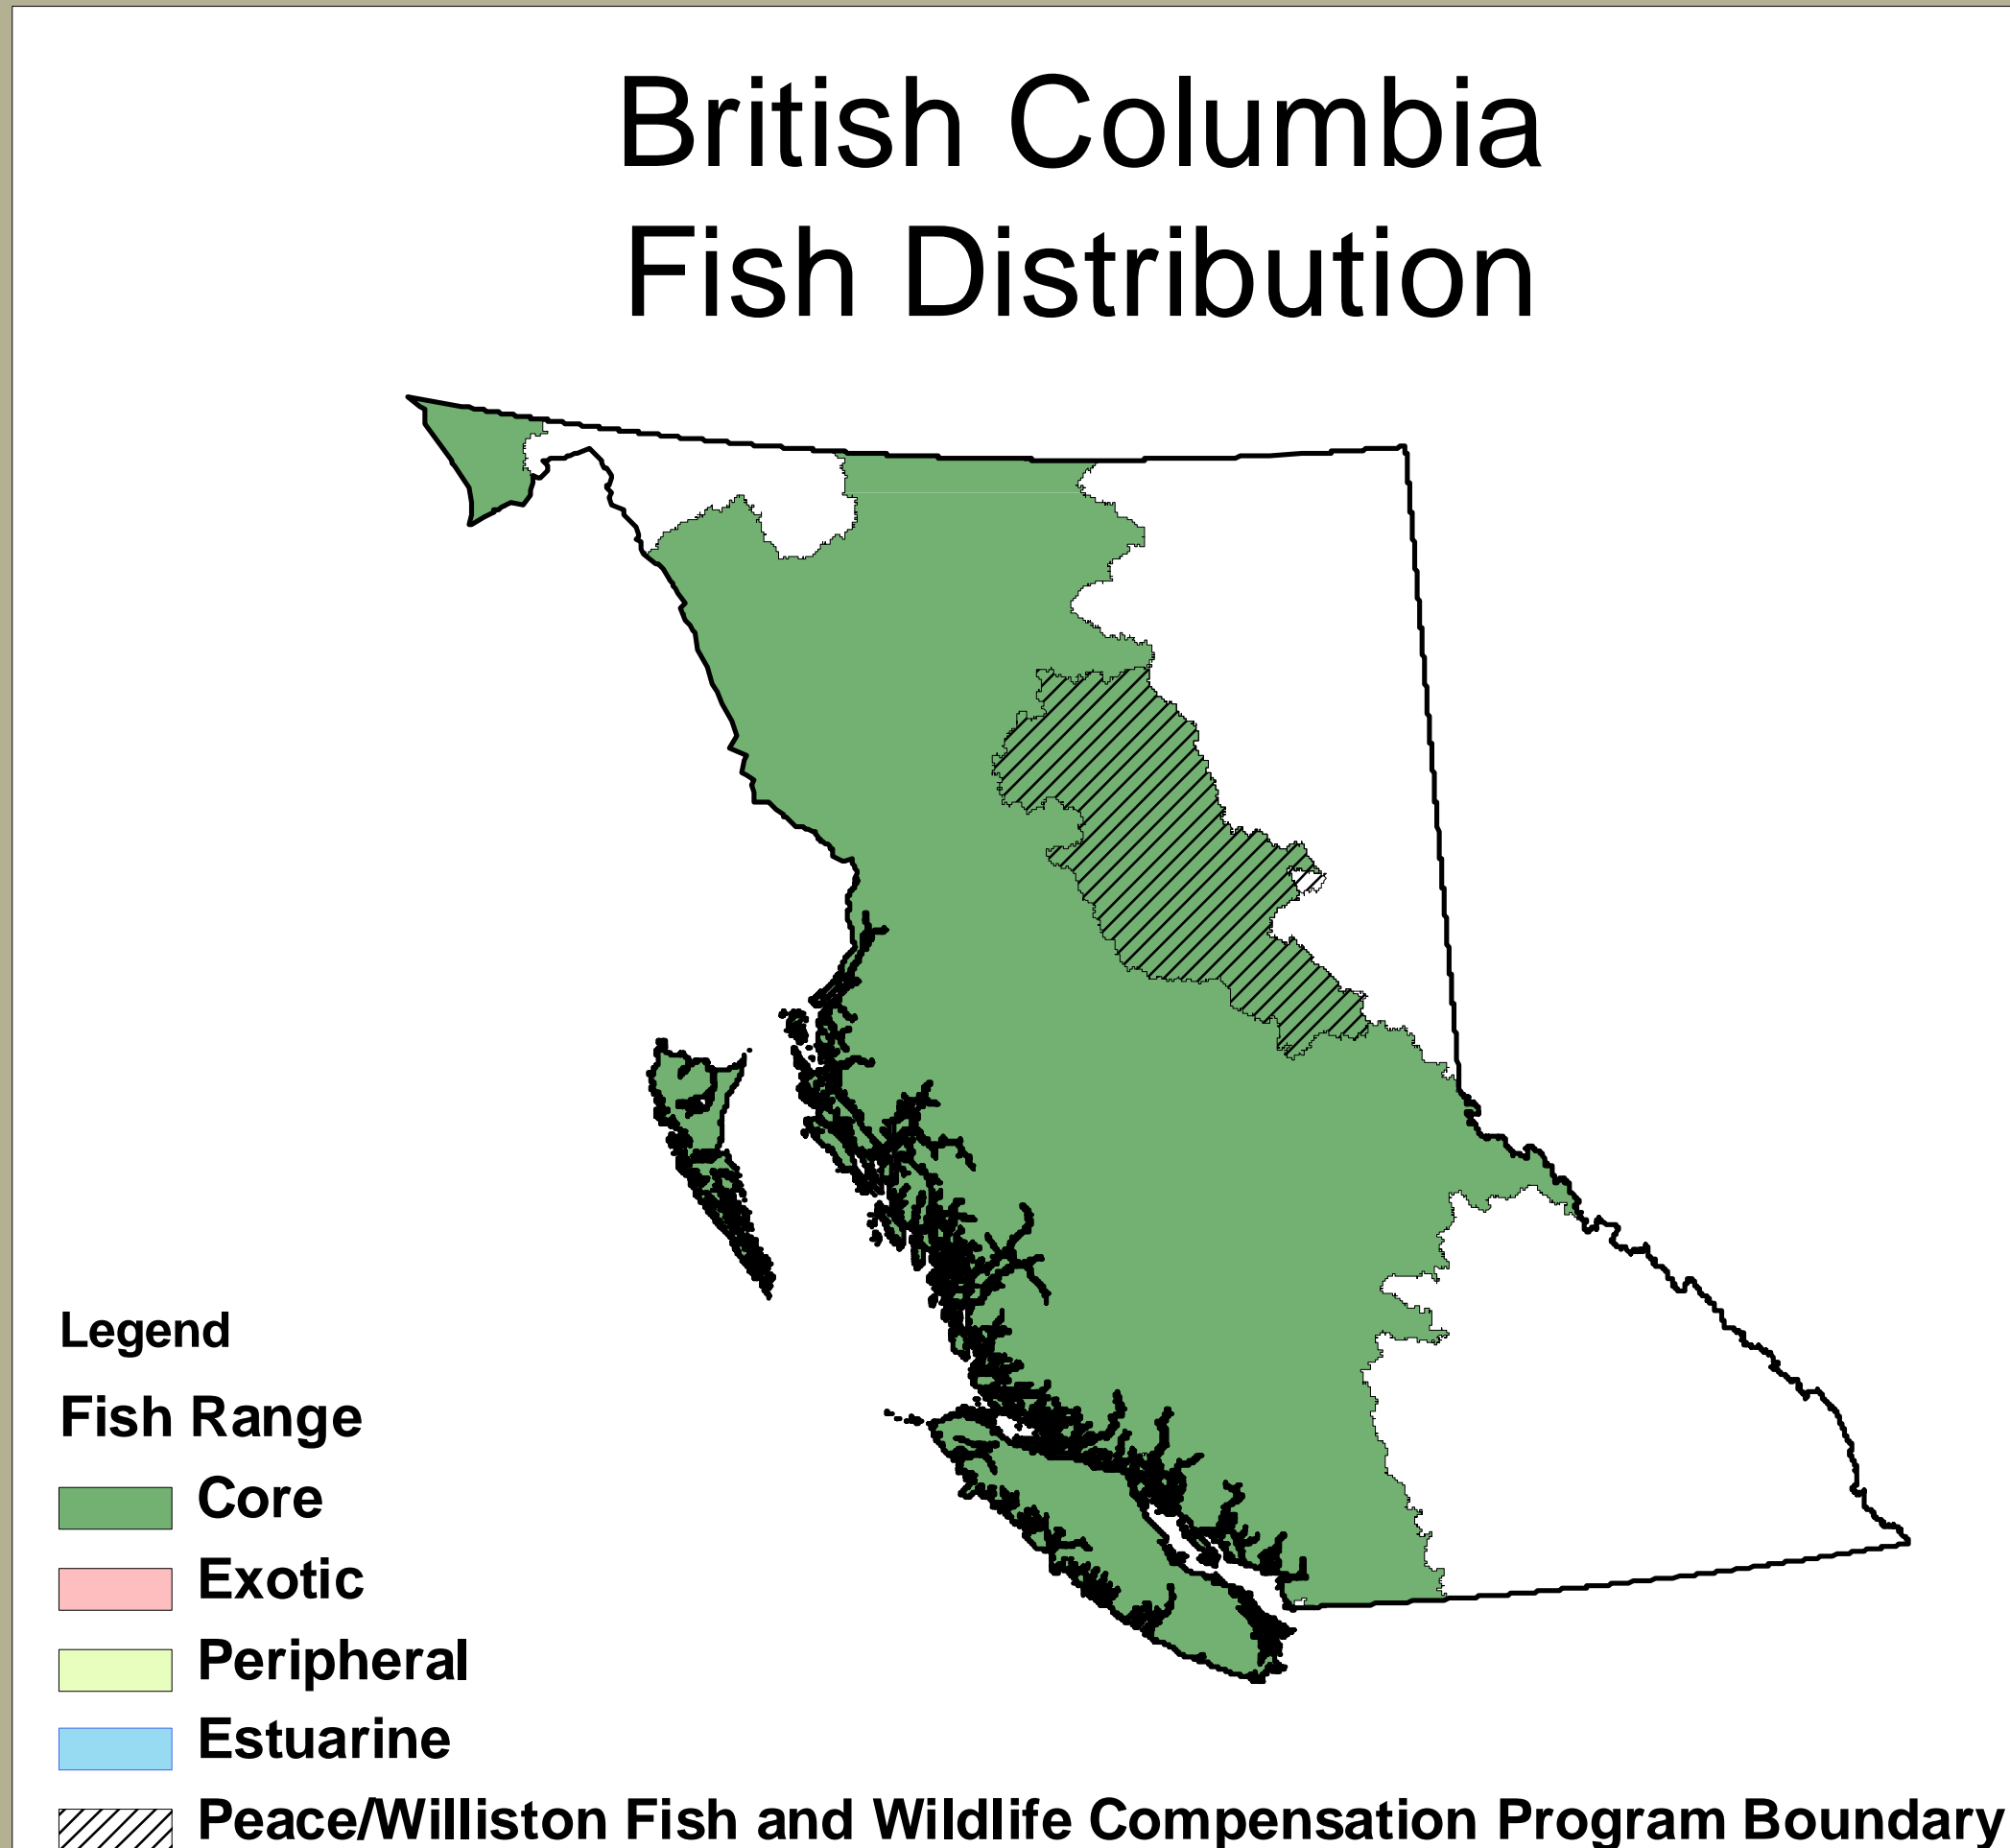 British Columbia
Fish Distribution
Legend
Fish Range
Core
Exotic
Peripheral
Estuarine
Peace/Williston Fish and Wildlife Compensation Program Boundary